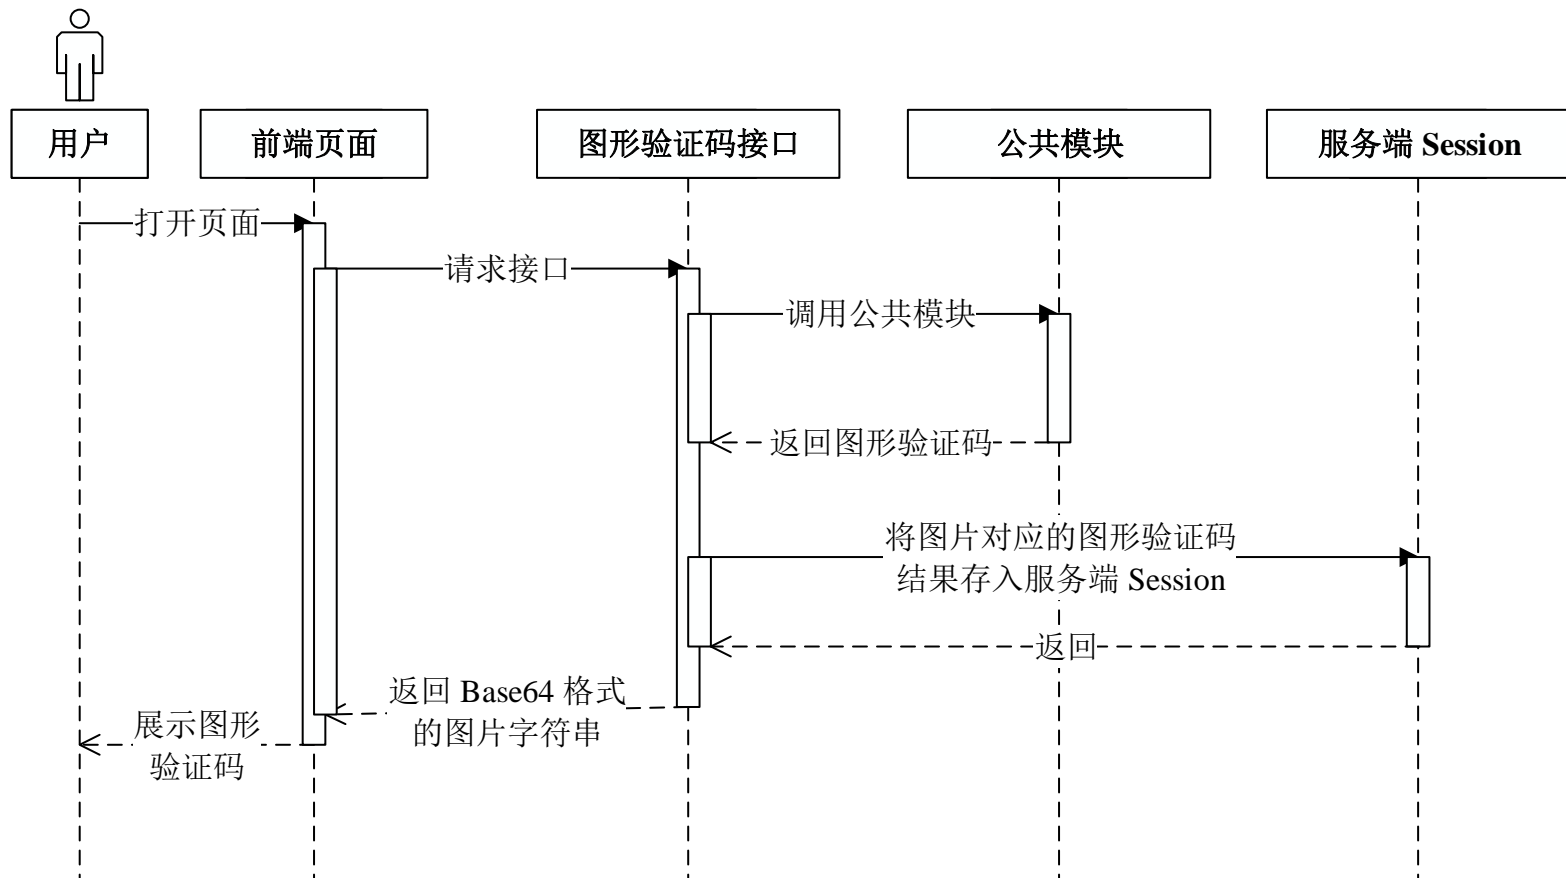 用户
前端页面
图形验证码接口
公共模块
服务端 Session
打开页面
请求接口
调用公共模块
返回图形验证码
将图片对应的图形验证码
结果存入服务端 Session
返回
返回 Base64 格式
的图片字符串
展示图形
验证码